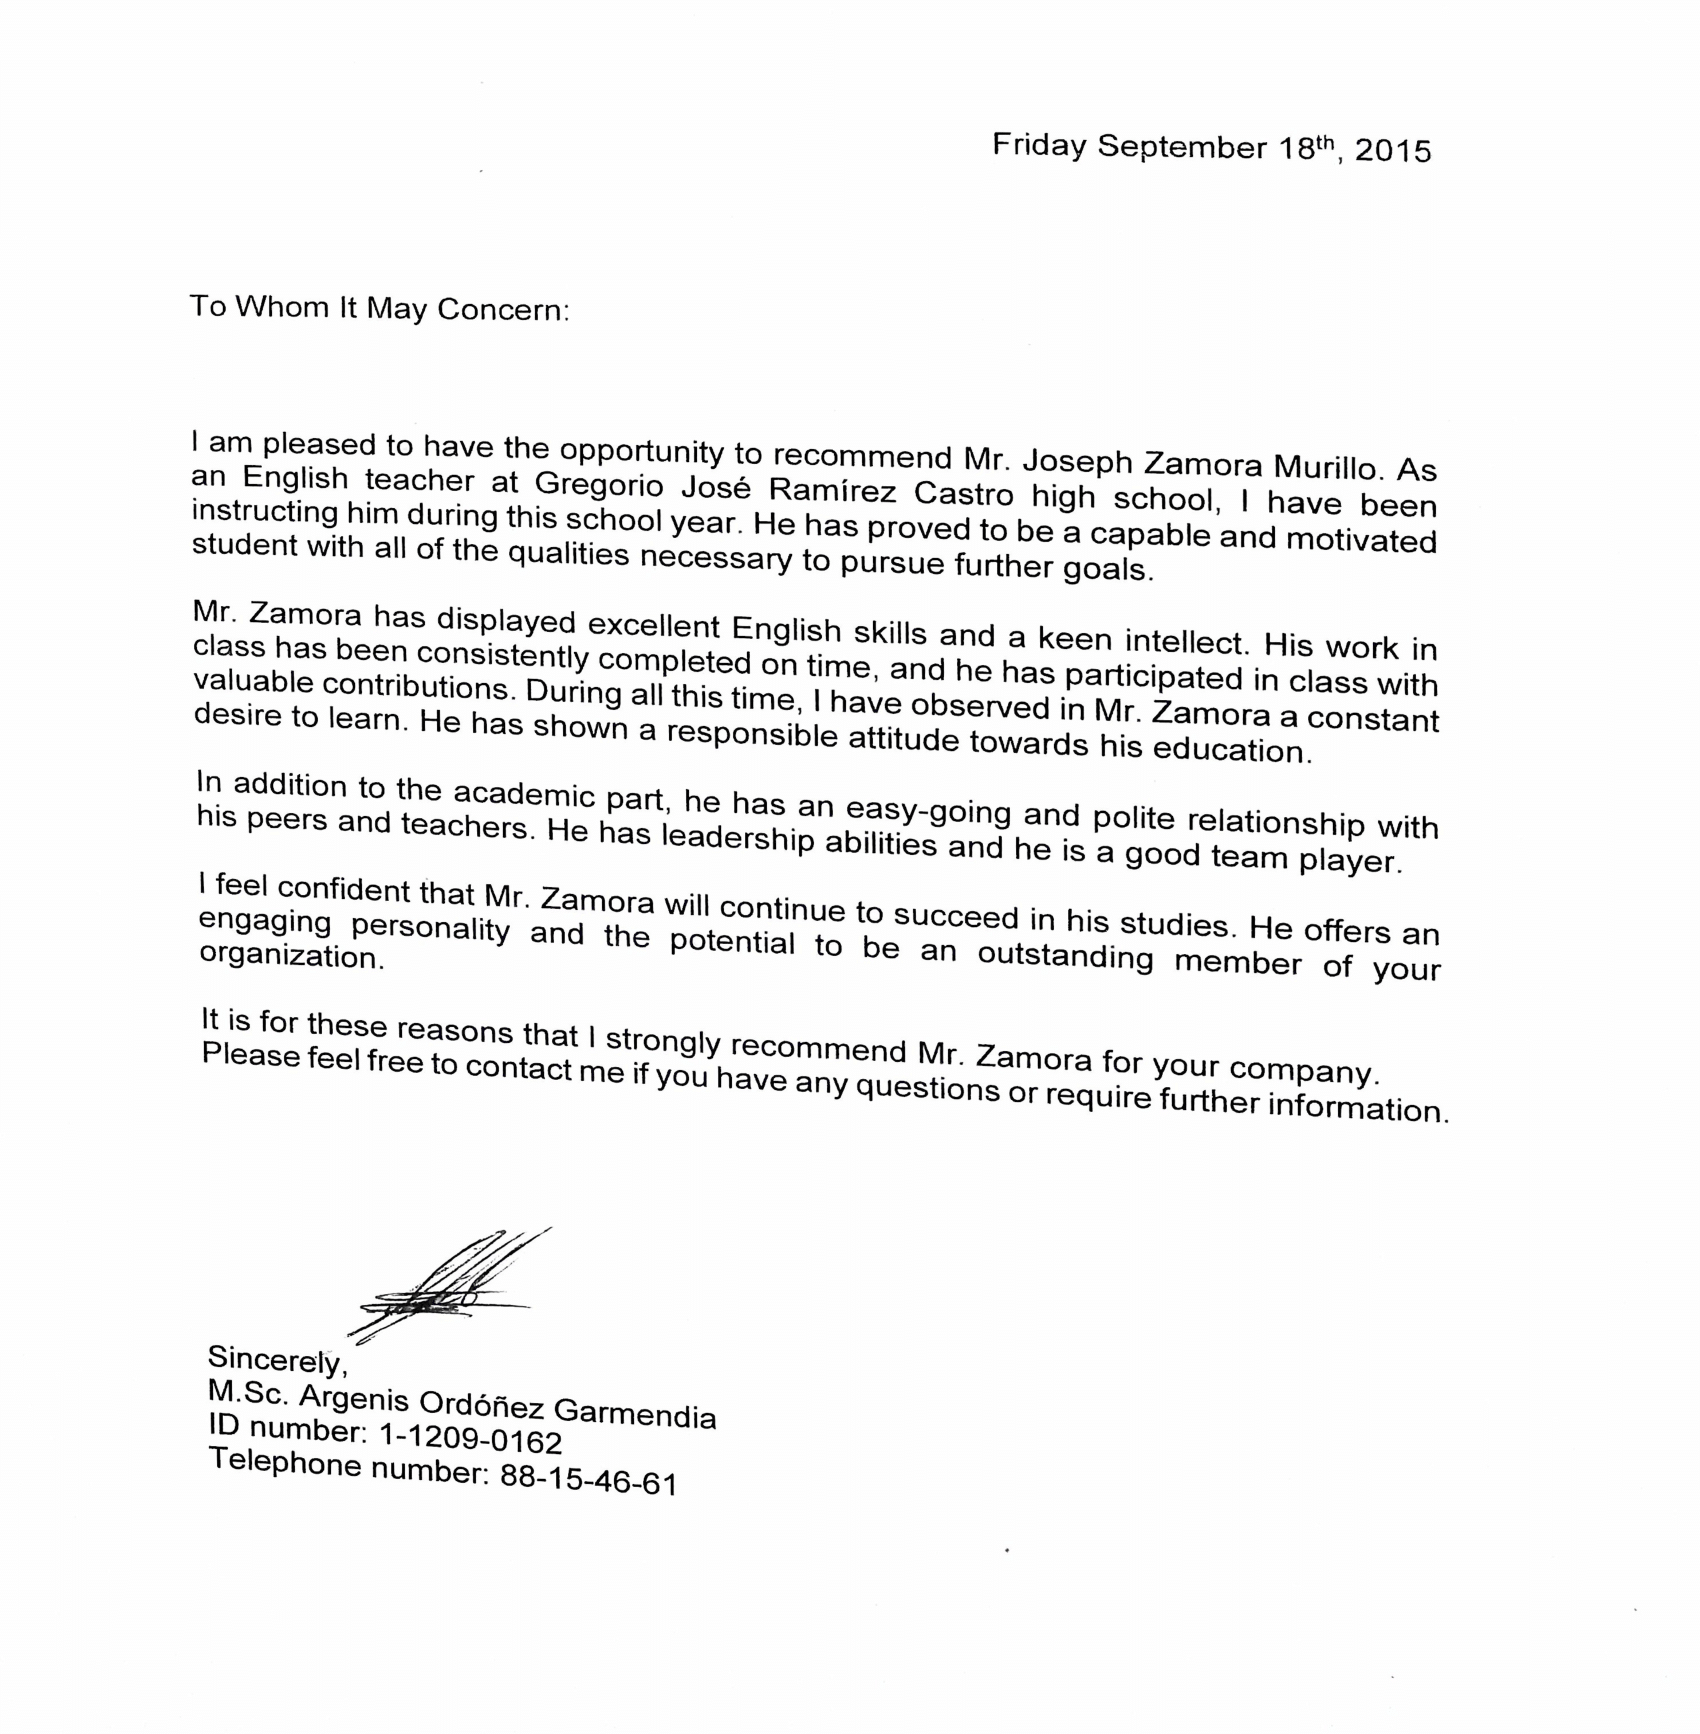 Friday September 18th, 2015
To Whom It May Concern:
I am pleased to have the opportunity to recommend Mr. Joseph Zamora Murillo. As
an English teacher at Gregorio José Ramírez Castro high school, I have been
instructing him during this school year. He has proved to be a capable and motivated
student with all of the qualities necessary to pursue further goals.
Mr. Zamora has displayed excellent English skills and a keen intellect. His work in
class has been consistently completed on time, and he has participated in class with
valuable contributions. During all this time, I have observed in Mr. Zamora a constant
desire to learn. He has shown a responsible attitude towards his education.
In addition to the academic part, he has an easy-going and polite relationship with
his peers and teachers. He has leadership abilities and he is a good team player.
I feel confident that Mr. Zamora will continue to succeed in his studies. He offers an
engaging personality and the potential to be an outstanding member of your
organization.
It is for these reasons that I strongly recommend Mr. Zamora for your company.
Please feel free to contact me if you have any questions or require further information.
Sincerely,
M.Sc. Argenis Ordóñez Garmendia
ID number: 1-1209-0162
Telephone number: 88-15-46-61